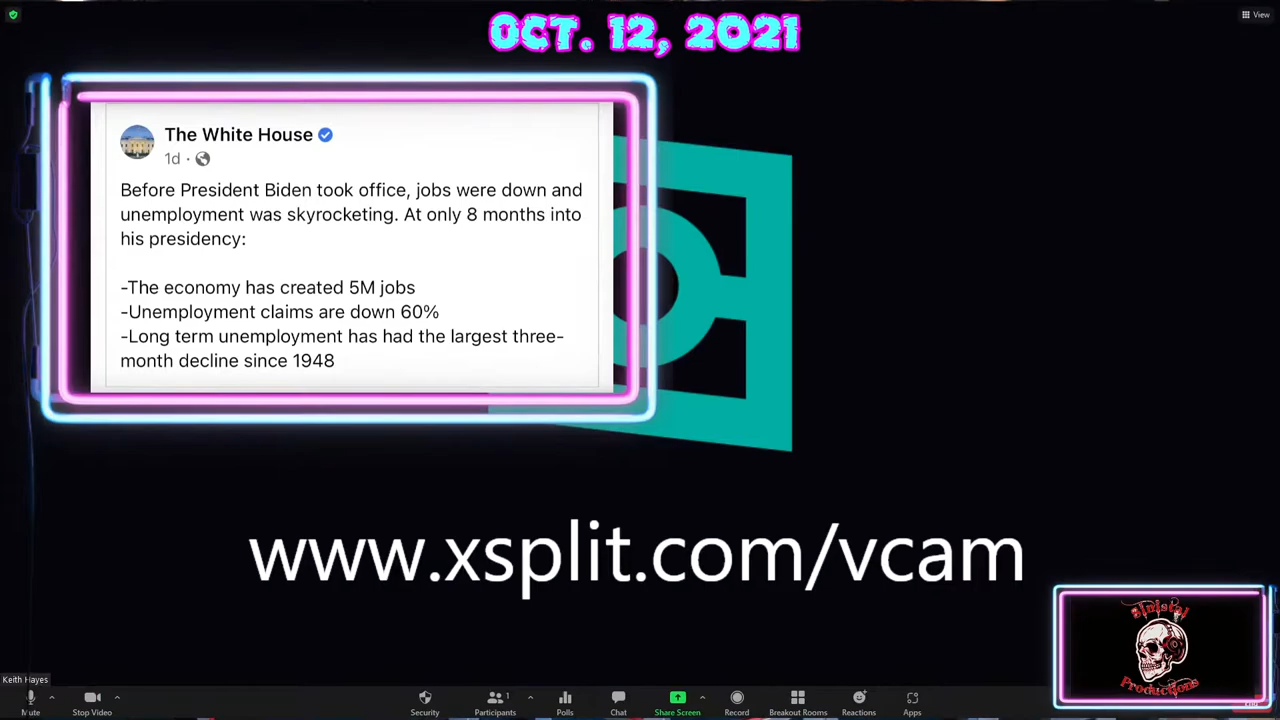 OCT. 12, 2021
View
The White House
1d ·
Before President Biden took office, jobs were down and
unemployment was skyrocketing. At only 8 months into
his presidency:
-The economy has created 5M jobs
-Unemployment claims are down 60%
-Long term unemployment has had the largest three-
month decline since 1948
www.xsplit.com/vcam
Sinistal
Productions
Keith Hayes
Mute
Stop Video
Security
Participants
1
Polls
Chat
Share Screen
Record
Breakout Rooms
Reactions
Apps